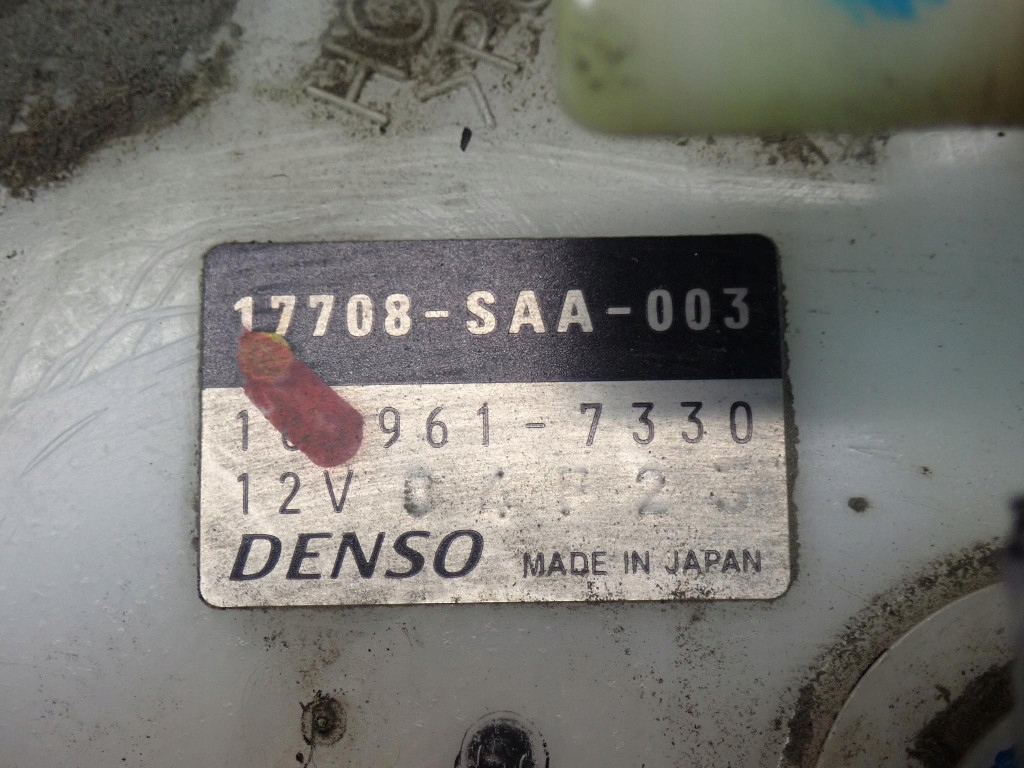 17708-SAA-003
961-7330
12V
DENSO MADE IN JAPAN